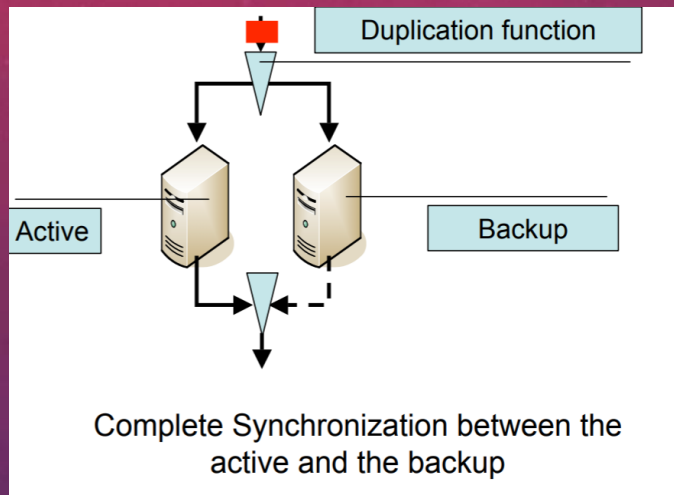 Duplication function
Active
Backup
Complete Synchronization between the
active and the backup